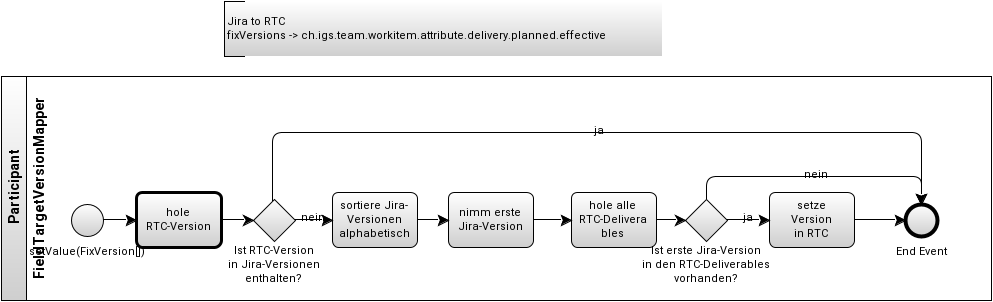 Jira to RTC
fixVersions -> ch.igs.team.workitem.attribute.delivery.planned.effective
Participant
FieldTargetVersionMapper
setValue(FixVersion[])
hole
RTC-Version
Ist RTC-Version
in Jira-Versionen
enthalten?
ja
nein
sortiere Jira-
Versionen
alphabetisch
nimm erste
Jira-Version
hole alle
RTC-Delivera
bles
Ist erste Jira-Version
in den RTC-Deliverables
vorhanden?
nein
ja
setze
Version
in RTC
End Event